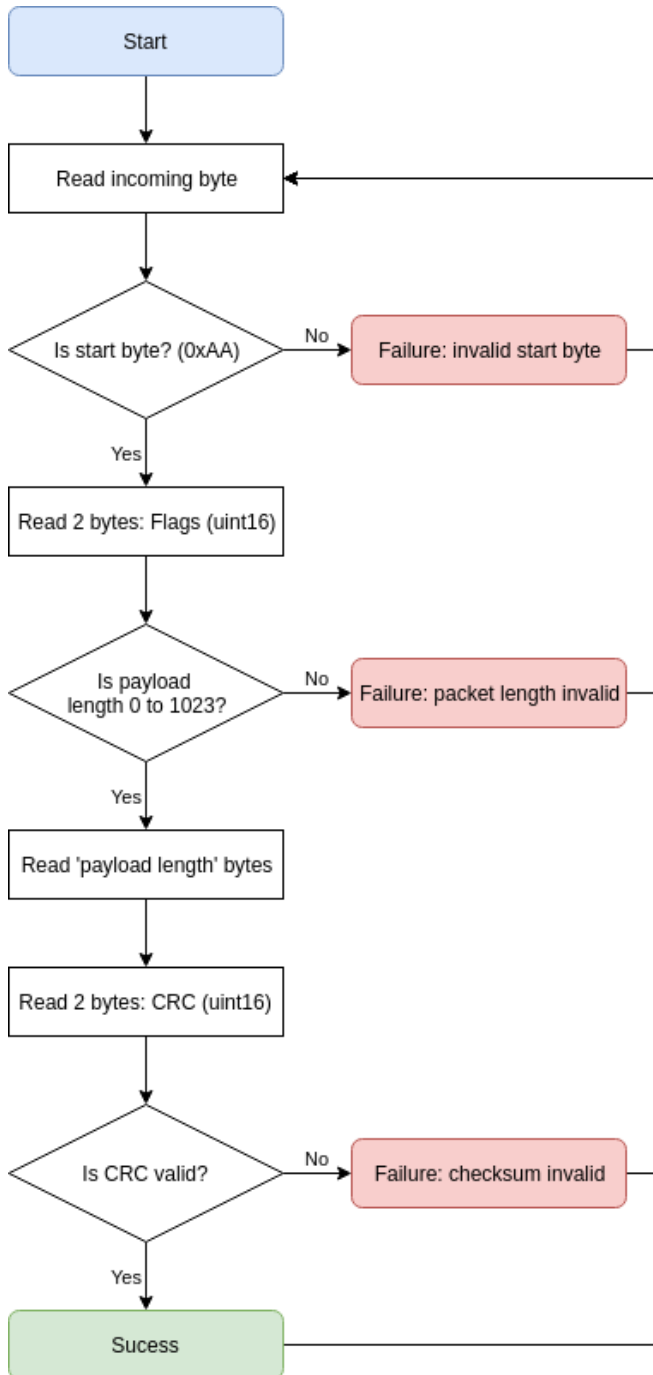 Start
Read incoming byte
Is start byte? (0xAA)
No
Failure: invalid start byte
Yes
Read 2 bytes: Flags (uint16)
Is payload
length 0 to 1023?
No
Failure: packet length invalid
Yes
Read 'payload length' bytes
Read 2 bytes: CRC (uint16)
Is CRC valid?
No
Failure: checksum invalid
Yes
Sucess